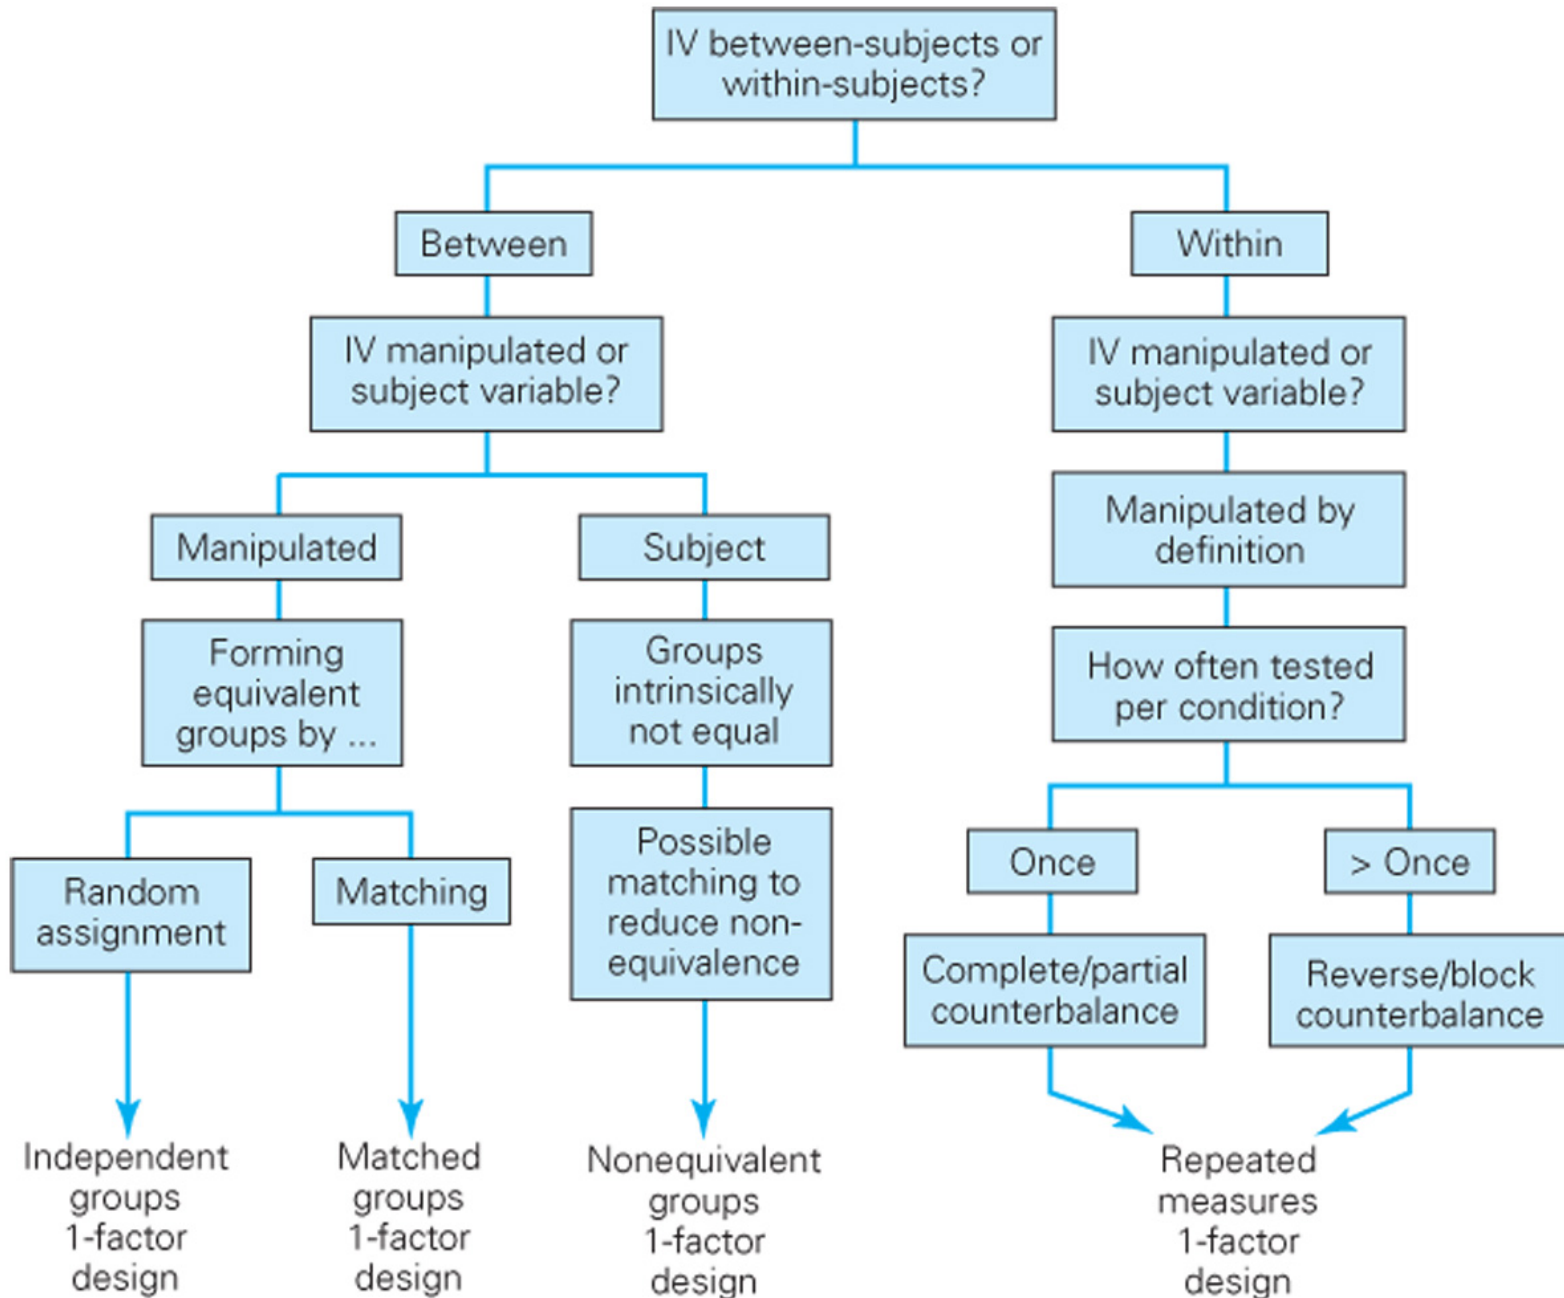 IV between-subjects or
within-subjects?
Between
Within
IV manipulated or
subject variable?
IV manipulated or
subject variable?
Manipulated
Subject
Manipulated by
definition
Forming
equivalent
groups by ...
Groups
intrinsically
not equal
How often tested
per condition?
Random
assignment
Matching
Possible
matching to
reduce non-
equivalence
Once
> Once
Complete/partial
counterbalance
Reverse/block
counterbalance
Independent
groups
1-factor
design
Matched
groups
1-factor
design
Nonequivalent
groups
1-factor
design
Repeated
measures
1-factor
design